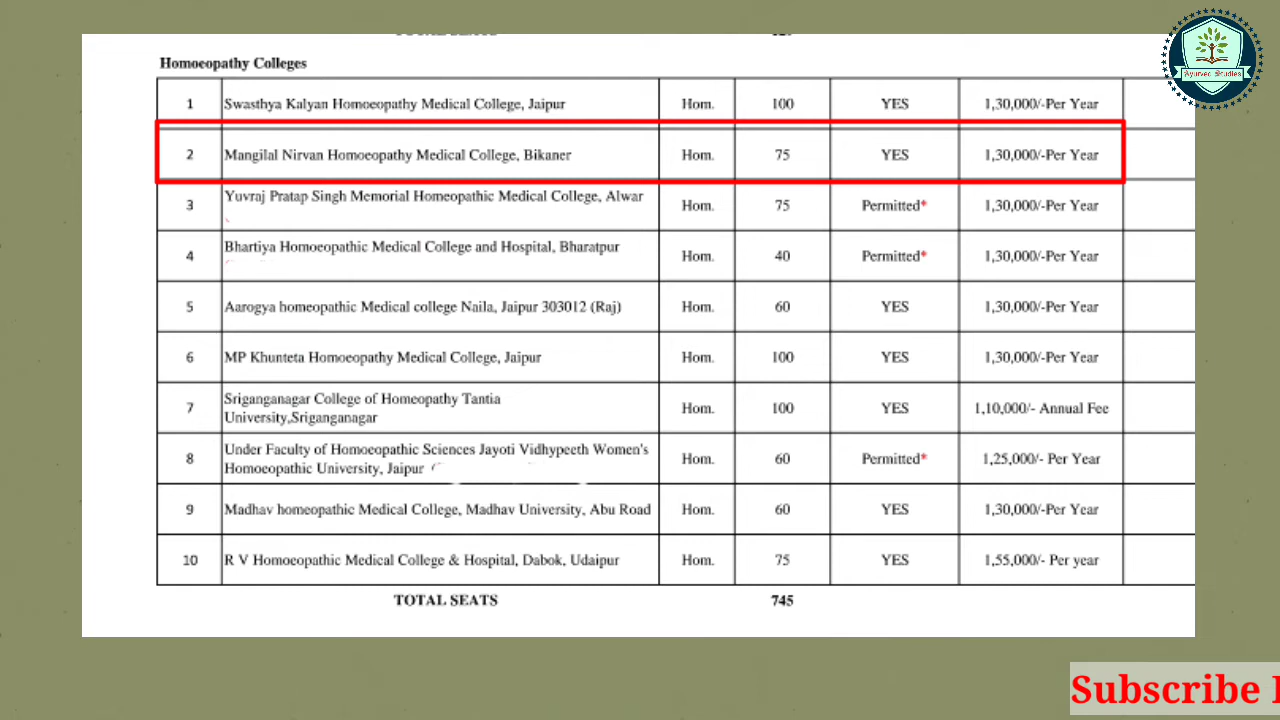 Homoeopathy Colleges
1 Swasthya Kalyan Homoeopathy Medical College, Jaipur Hom. 100 YES 1,30,000/-Per Year
2 Mangilal Nirvan Homoeopathy Medical College, Bikaner Hom. 75 YES 1,30,000/-Per Year
3 Yuvraj Pratap Singh Memorial Homeopathic Medical College, Alwar Hom. 75 Permitted* 1,30,000/-Per Year
4 Bhartiya Homoeopathic Medical College and Hospital, Bharatpur Hom. 40 Permitted* 1,30,000/-Per Year
5 Aarogya homeopathic Medical college Naila, Jaipur 303012 (Raj) Hom. 60 YES 1,30,000/-Per Year
6 MP Khunteta Homoeopathy Medical College, Jaipur Hom. 100 YES 1,30,000/-Per Year
7 Sriganganagar College of Homeopathy Tantia
University,Sriganganagar Hom. 100 YES 1,10,000/- Annual Fee
8 Under Faculty of Homoeopathic Sciences Jayoti Vidhypeeth Women's
Homoeopathic University, Jaipur Hom. 60 Permitted* 1,25,000/- Per Year
9 Madhav homeopathic Medical College, Madhav University, Abu Road Hom. 60 YES 1,30,000/-Per Year
10 R V Homoeopathic Medical College & Hospital, Dabok, Udaipur Hom. 75 YES 1,55,000/- Per year
TOTAL SEATS 745
Ayurved Studies
Subscribe